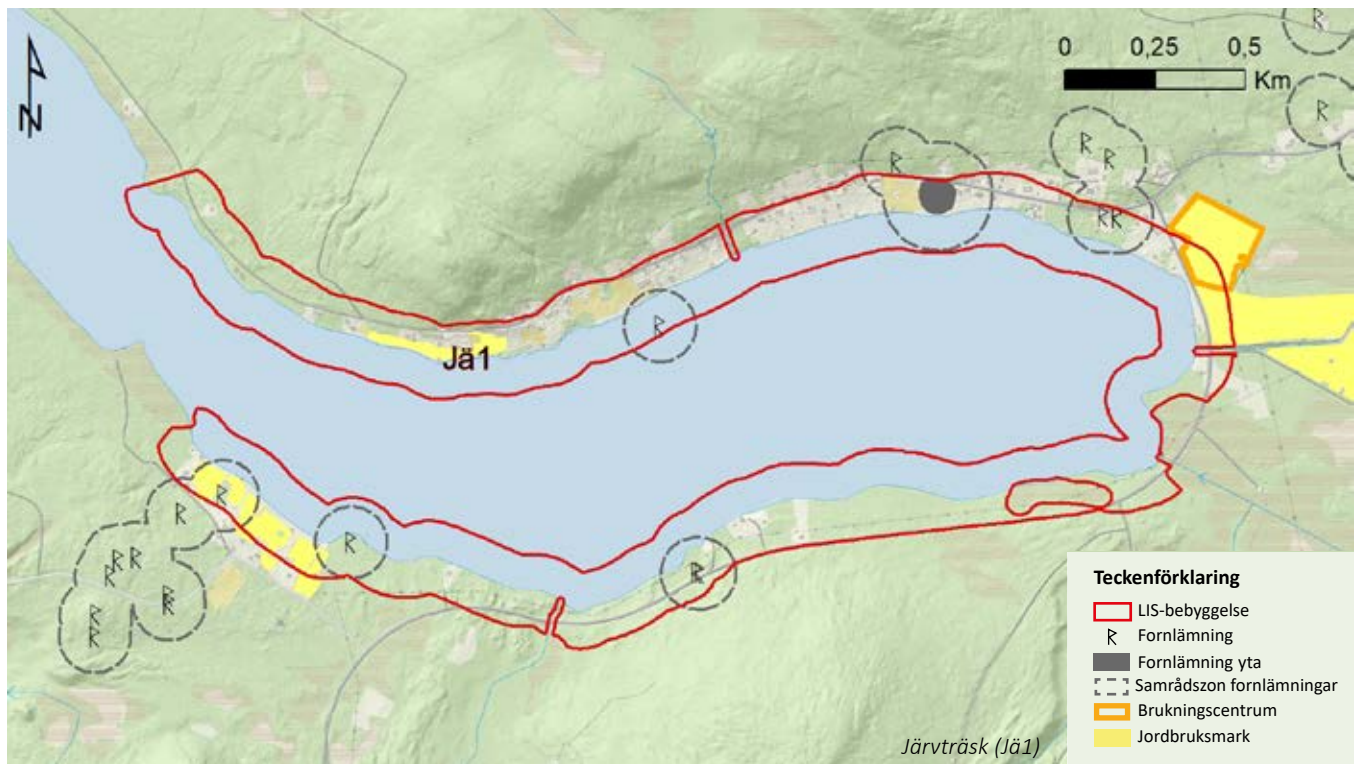 0 0,25 0,5
Km
N
Jä1
Teckenförklaring
LIS-bebyggelse
Fornlämning
Fornlämning yta
Samrådszon fornlämningar
Brukningscentrum
Jordbruksmark
Järvträsk (Jä1)